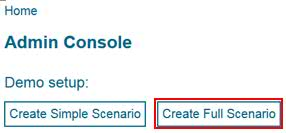 Home
Admin Console
Demo setup:
Create Simple Scenario Create Full Scenario